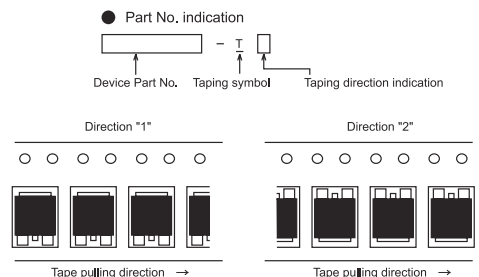 ● Part No. indication
– T
Device Part No. Taping symbol Taping direction indication
Direction "1" Direction "2"
Tape pulling direction → Tape pulling direction →